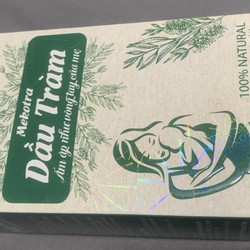 Mekotra
Dầu Tràm
Ấm áp như vòng tay của mẹ
100% NATURAL